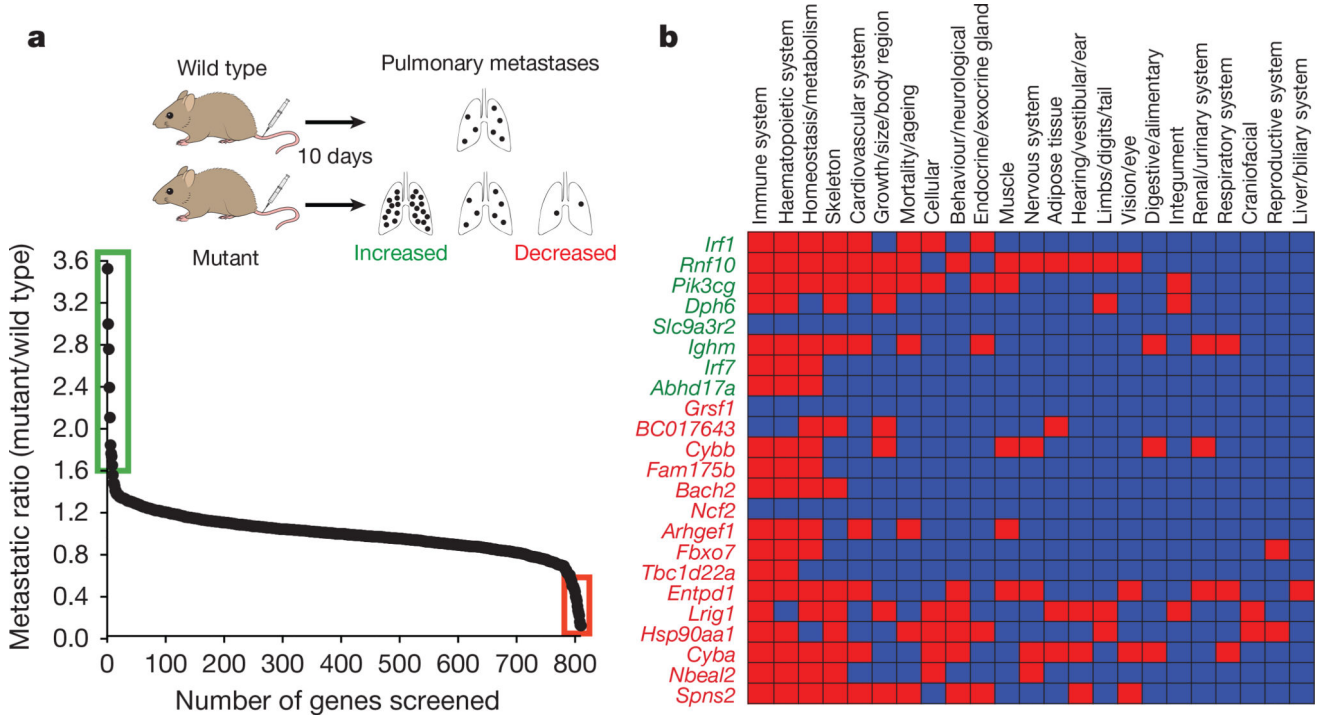 a
Wild type
Pulmonary metastases
10 days
Mutant
Increased
Decreased
Metastatic ratio (mutant/wild type)
3.6
3.2
2.8
2.4
2.0
1.6
1.2
0.8
0.4
0.0
0 100 200 300 400 500 600 700 800
Number of genes screened
b
Immune system
Haematopoietic system
Homeostasis/metabolism
Skeleton
Cardiovascular system
Growth/size/body region
Mortality/ageing
Cellular
Behaviour/neurological
Endocrine/exocrine gland
Muscle
Nervous system
Adipose tissue
Hearing/vestibular/ear
Limbs/digits/tail
Vision/eye
Digestive/alimentary
Integument
Renal/urinary system
Respiratory system
Craniofacial
Reproductive system
Liver/biliary system
Irf1
Rnf10
Pik3cg
Dph6
Slc9a3r2
Ighm
Irf7
Abhd17a
Grsf1
BC017643
Cybb
Fam175b
Bach2
Ncf2
Arhgef1
Fbxo7
Tbc1d22a
Entpd1
Lrig1
Hsp90aa1
Cyba
Nbeal2
Spns2